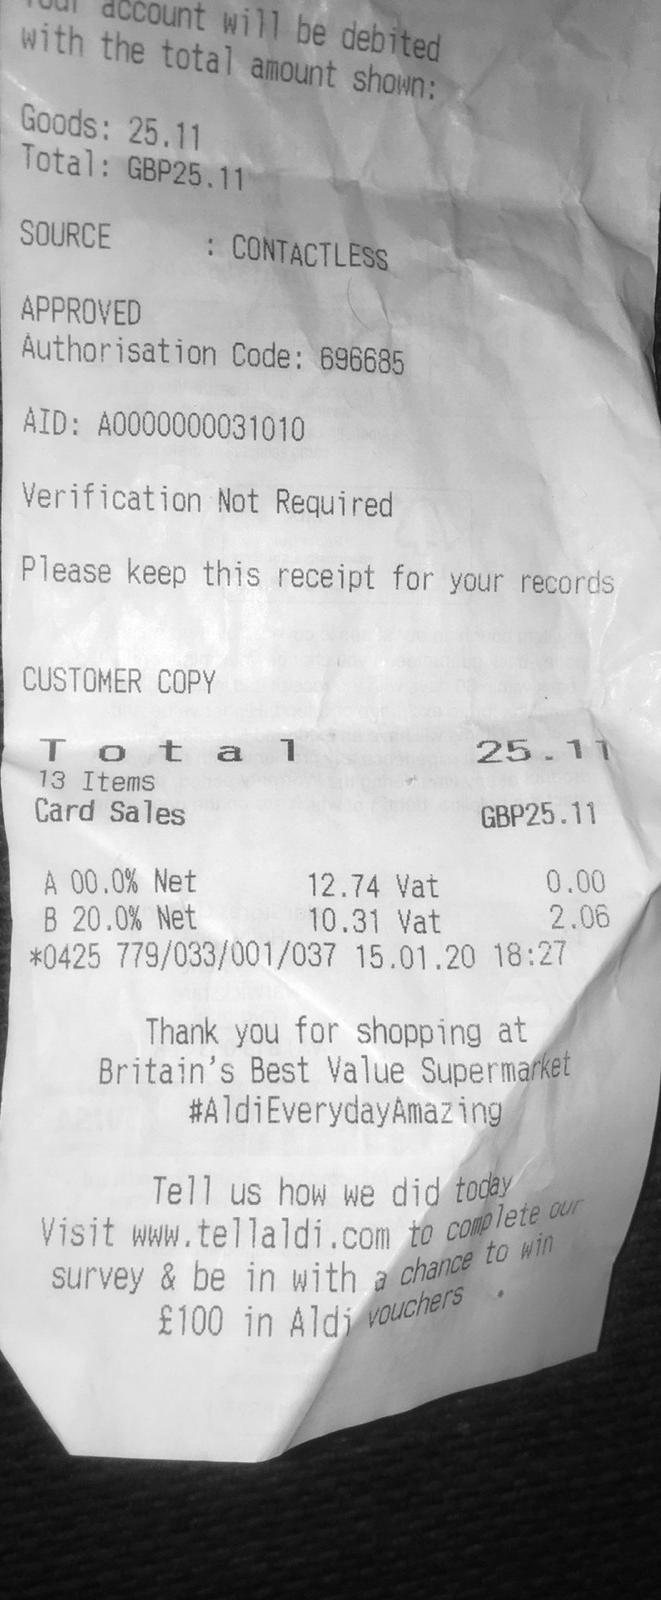 Your account will be debited
with the total amount shown:
Goods: 25.11
Total: GBP25.11
SOURCE : CONTACTLESS
APPROVED
Authorisation Code: 696685
AID: A0000000031010
Verification Not Required
Please keep this receipt for your records
CUSTOMER COPY
Total 25.11
13 Items
Card Sales GBP25.11
A 00.0% Net 12.74 Vat 0.00
B 20.0% Net 10.31 Vat 2.06
*0425 779/033/001/037 15.01.20 18:27
Thank you for shopping at
Britain's Best Value Supermarket
#AldiEverydayAmazing
Tell us how we did today
Visit www.tellaldi.com to complete our
survey & be in with a chance to win
£100 in Aldi vouchers .